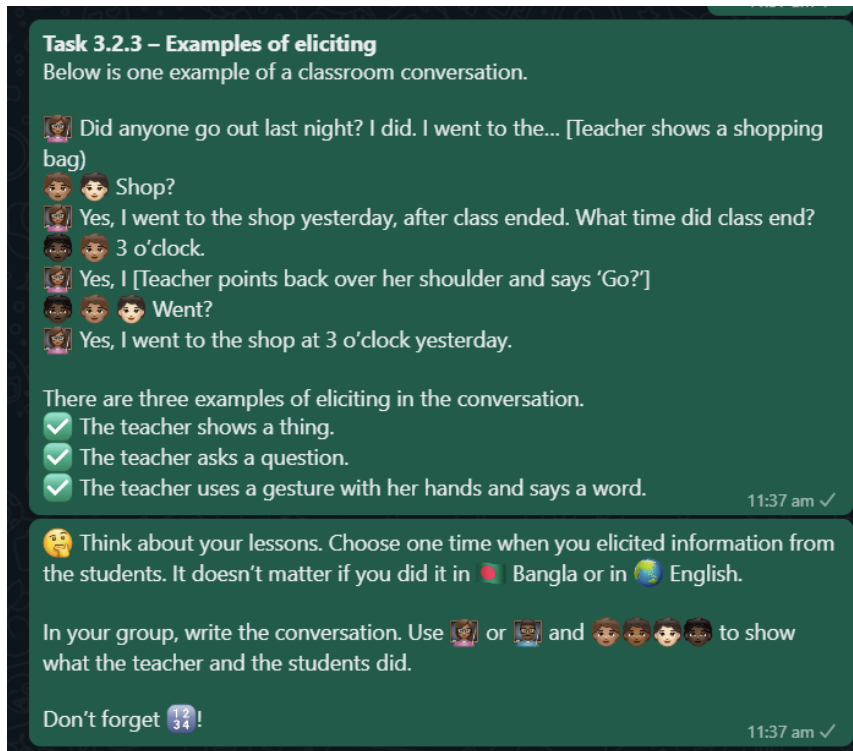 Task 3.2.3 – Examples of eliciting
Below is one example of a classroom conversation.
👩🏽‍🏫 Did anyone go out last night? I did. I went to the... [Teacher shows a shopping
bag)
👦🏽 👦🏻 Shop?
👩🏽‍🏫 Yes, I went to the shop yesterday, after class ended. What time did class end?
👦🏿 👦🏽 3 o’clock.
👩🏽‍🏫 Yes, I [Teacher points back over her shoulder and says ‘Go?’]
👦🏿 👦🏽 👦🏻 Went?
👩🏽‍🏫 Yes, I went to the shop at 3 o’clock yesterday.
There are three examples of eliciting in the conversation.
✅ The teacher shows a thing.
✅ The teacher asks a question.
✅ The teacher uses a gesture with her hands and says a word.
11:37 am ✓
🤔 Think about your lessons. Choose one time when you elicited information from
the students. It doesn’t matter if you did it in 🇧🇩 Bangla or in 🌏 English.
In your group, write the conversation. Use 👩🏽‍🏫 or 👨🏾‍🏫 and 👦🏽👦🏾👦🏻👦🏿 to show
what the teacher and the students did.
Don’t forget 🔢!
11:37 am ✓